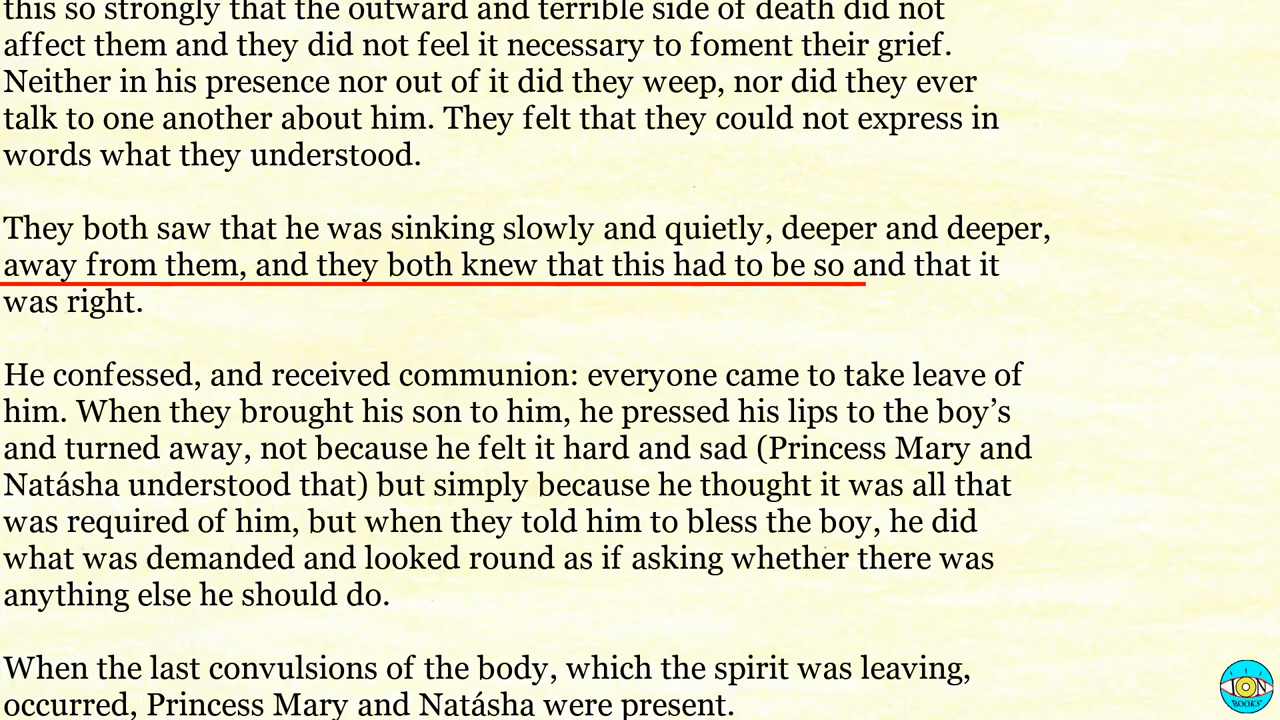 this so strongly that the outward and terrible side of death did not
affect them and they did not feel it necessary to foment their grief.
Neither in his presence nor out of it did they weep, nor did they ever
talk to one another about him. They felt that they could not express in
words what they understood.
They both saw that he was sinking slowly and quietly, deeper and deeper,
away from them, and they both knew that this had to be so and that it
was right.
He confessed, and received communion: everyone came to take leave of
him. When they brought his son to him, he pressed his lips to the boy’s
and turned away, not because he felt it hard and sad (Princess Mary and
Natásha understood that) but simply because he thought it was all that
was required of him, but when they told him to bless the boy, he did
what was demanded and looked round as if asking whether there was
anything else he should do.
When the last convulsions of the body, which the spirit was leaving,
occurred, Princess Mary and Natásha were present.
ION
BOOKS